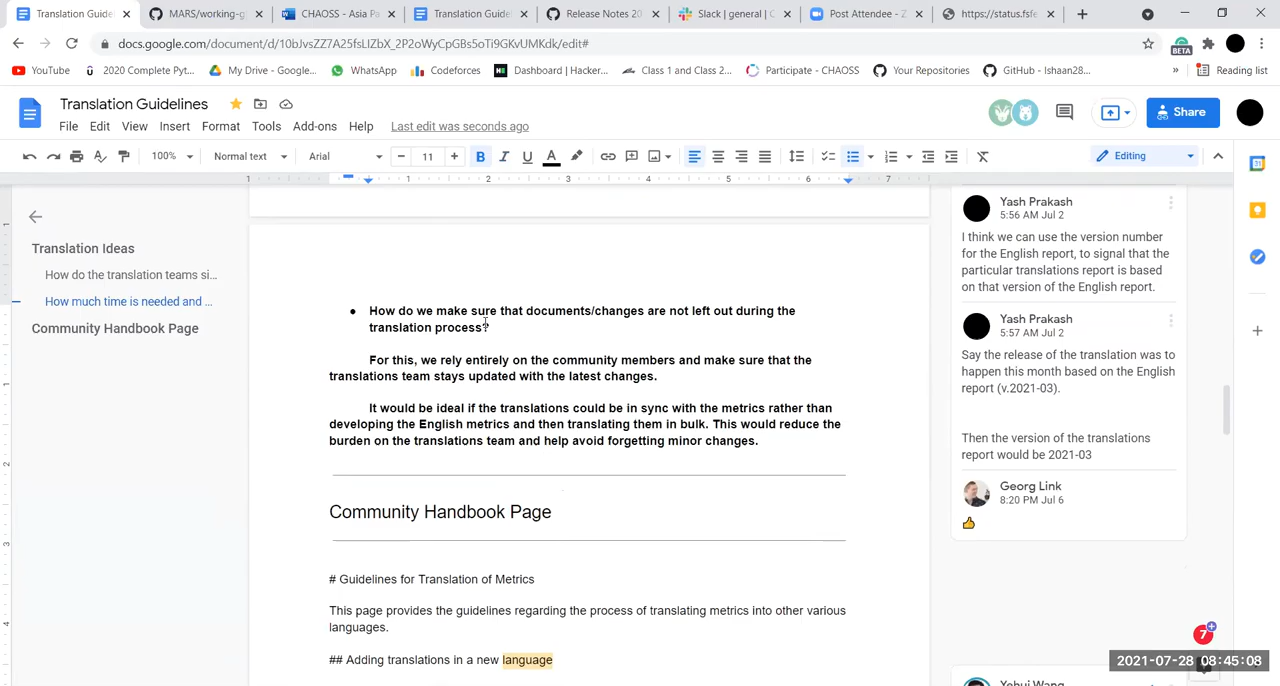 Translation Guide
MARS/working-g
CHAOSS - Asia Pa
Translation Guide
Release Notes 20
Slack | general |
Post Attendee - Z
https://status.fsfe
docs.google.com/document/d/10bJvsZZ7A25fsLIZbX_2P2oWyCpGBs5oTi9GKvUMKdk/edit#
BETA
YouTube
2020 Complete Pyt...
My Drive - Google...
WhatsApp
Codeforces
Dashboard | Hacker...
Class 1 and Class 2...
Participate - CHAOSS
Your Repositories
GitHub - Ishaan28...
»
Reading list
Translation Guidelines
File Edit View Insert Format Tools Add-ons Help Last edit was seconds ago
Share
100% Normal text Arial 11 B I U A Editing
1 1 2 3 4 5 6 7
Translation Ideas
How do the translation teams si...
How much time is needed and ...
Community Handbook Page
● How do we make sure that documents/changes are not left out during the
translation process?
For this, we rely entirely on the community members and make sure that the
translations team stays updated with the latest changes.
It would be ideal if the translations could be in sync with the metrics rather than
developing the English metrics and then translating them in bulk. This would reduce the
burden on the translations team and help avoid forgetting minor changes.
Community Handbook Page
# Guidelines for Translation of Metrics
This page provides the guidelines regarding the process of translating metrics into other various
languages.
## Adding translations in a new language
Yash Prakash
5:56 AM Jul 2
I think we can use the version number
for the English report, to signal that the
particular translations report is based
on that version of the English report.
Yash Prakash
5:57 AM Jul 2
Say the release of the translation was to
happen this month based on the English
report (v.2021-03).
Then the version of the translations
report would be 2021-03
Georg Link
8:20 PM Jul 6
👍
7
2021-07-28 08:45:08
Yehui Wang